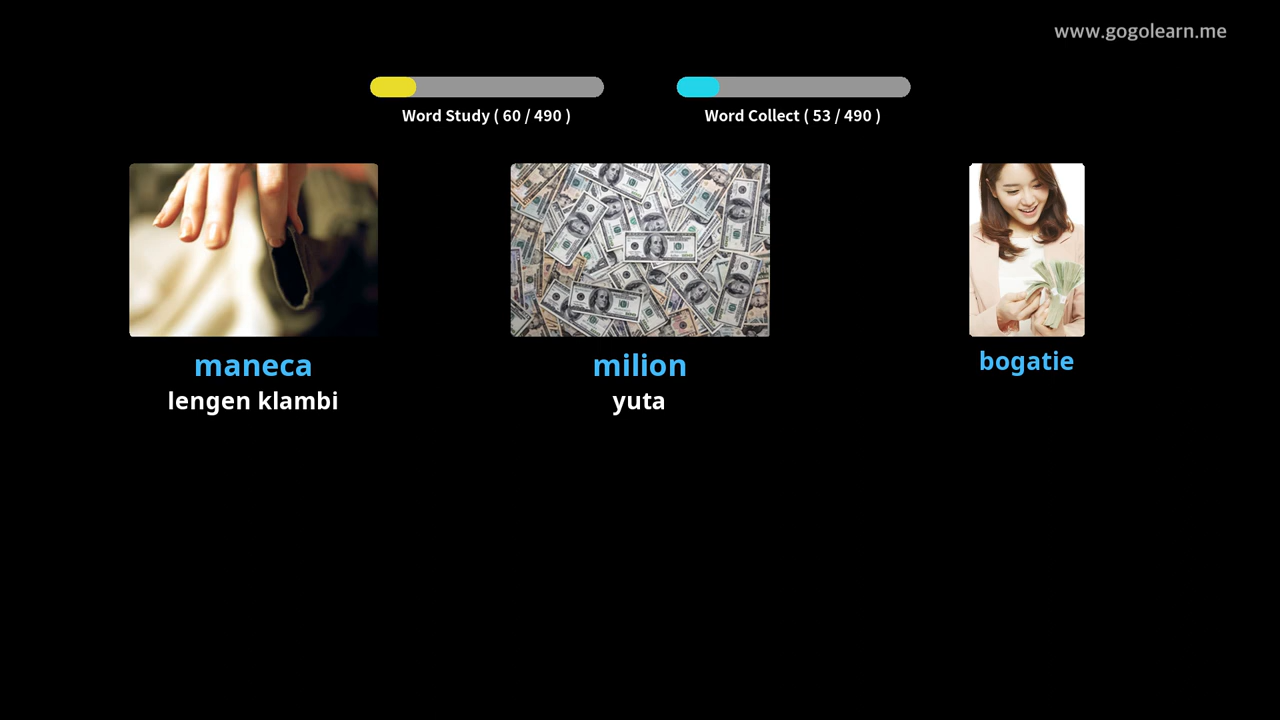 www.gogolearn.me
Word Study ( 60 / 490 )
Word Collect ( 53 / 490 )
maneca
lengen klambi
milion
yuta
bogatie